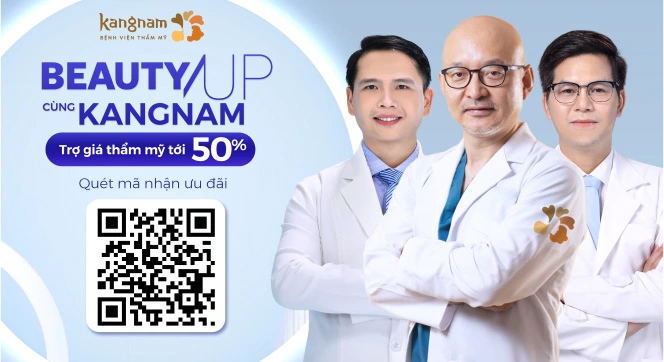 kangnam
BỆNH VIỆN THẨM MỸ
BEAUTY UP
CÙNG KANGNAM
Trợ giá thẩm mỹ tới 50%
Quét mã nhận ưu đãi